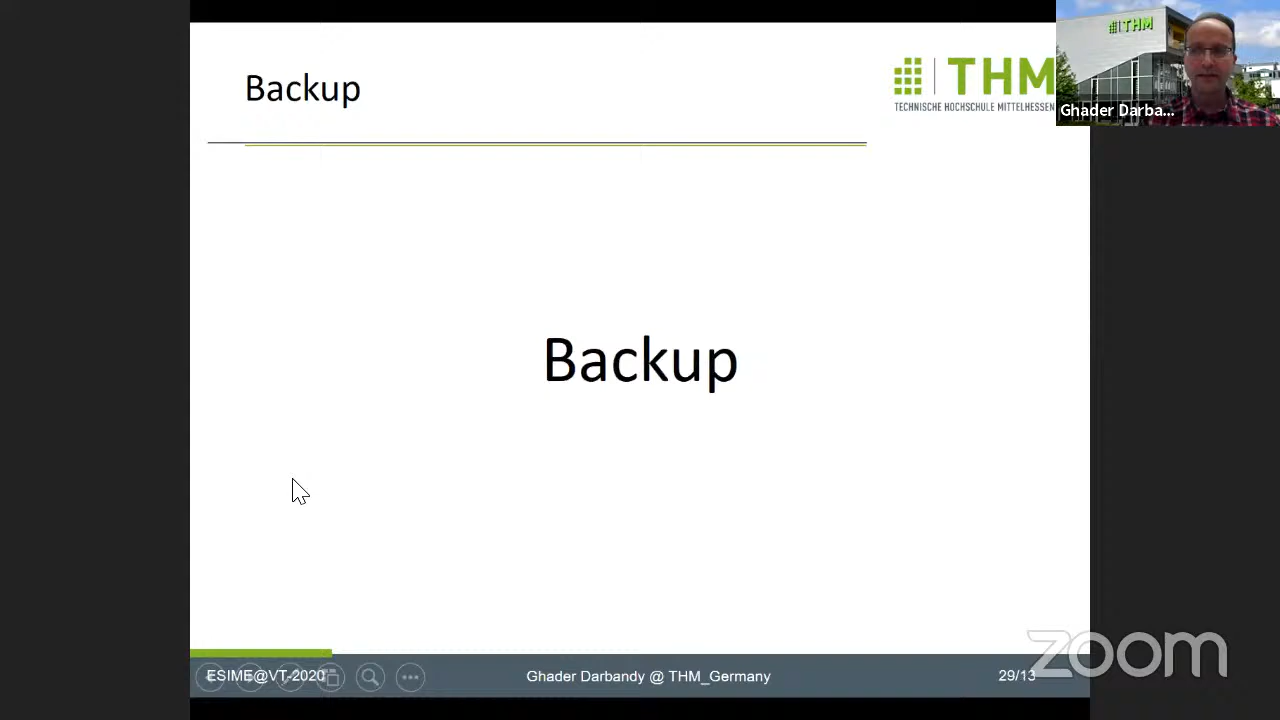 Backup
THM
TECHNISCHE HOCHSCHULE MITTELHESSEN
THM
Ghader Darba...
Backup
ESIME@VT-2020
Ghader Darbandy @ THM_Germany
29/13
zoom